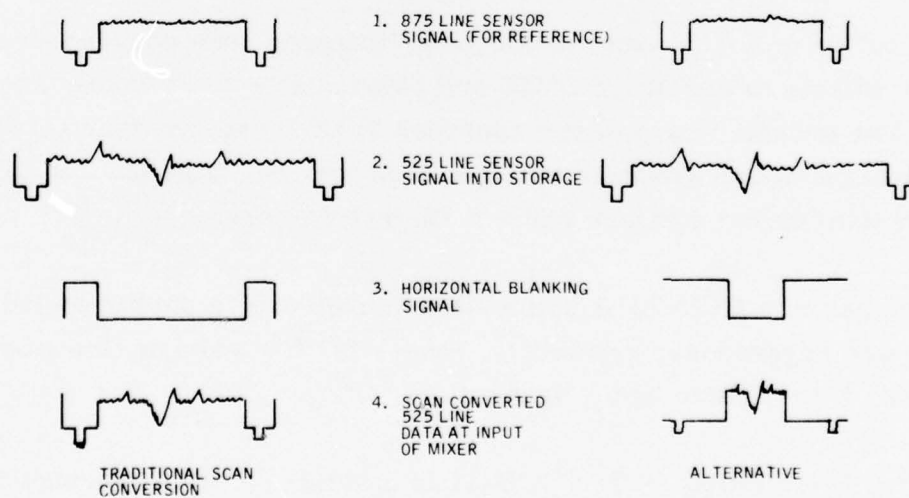 1. 875 LINE SENSOR
SIGNAL (FOR REFERENCE)
2. 525 LINE SENSOR
SIGNAL INTO STORAGE
3. HORIZONTAL BLANKING
SIGNAL
4. SCAN CONVERTED
525 LINE
DATA AT INPUT
OF MIXER
TRADITIONAL SCAN
CONVERSION
ALTERNATIVE